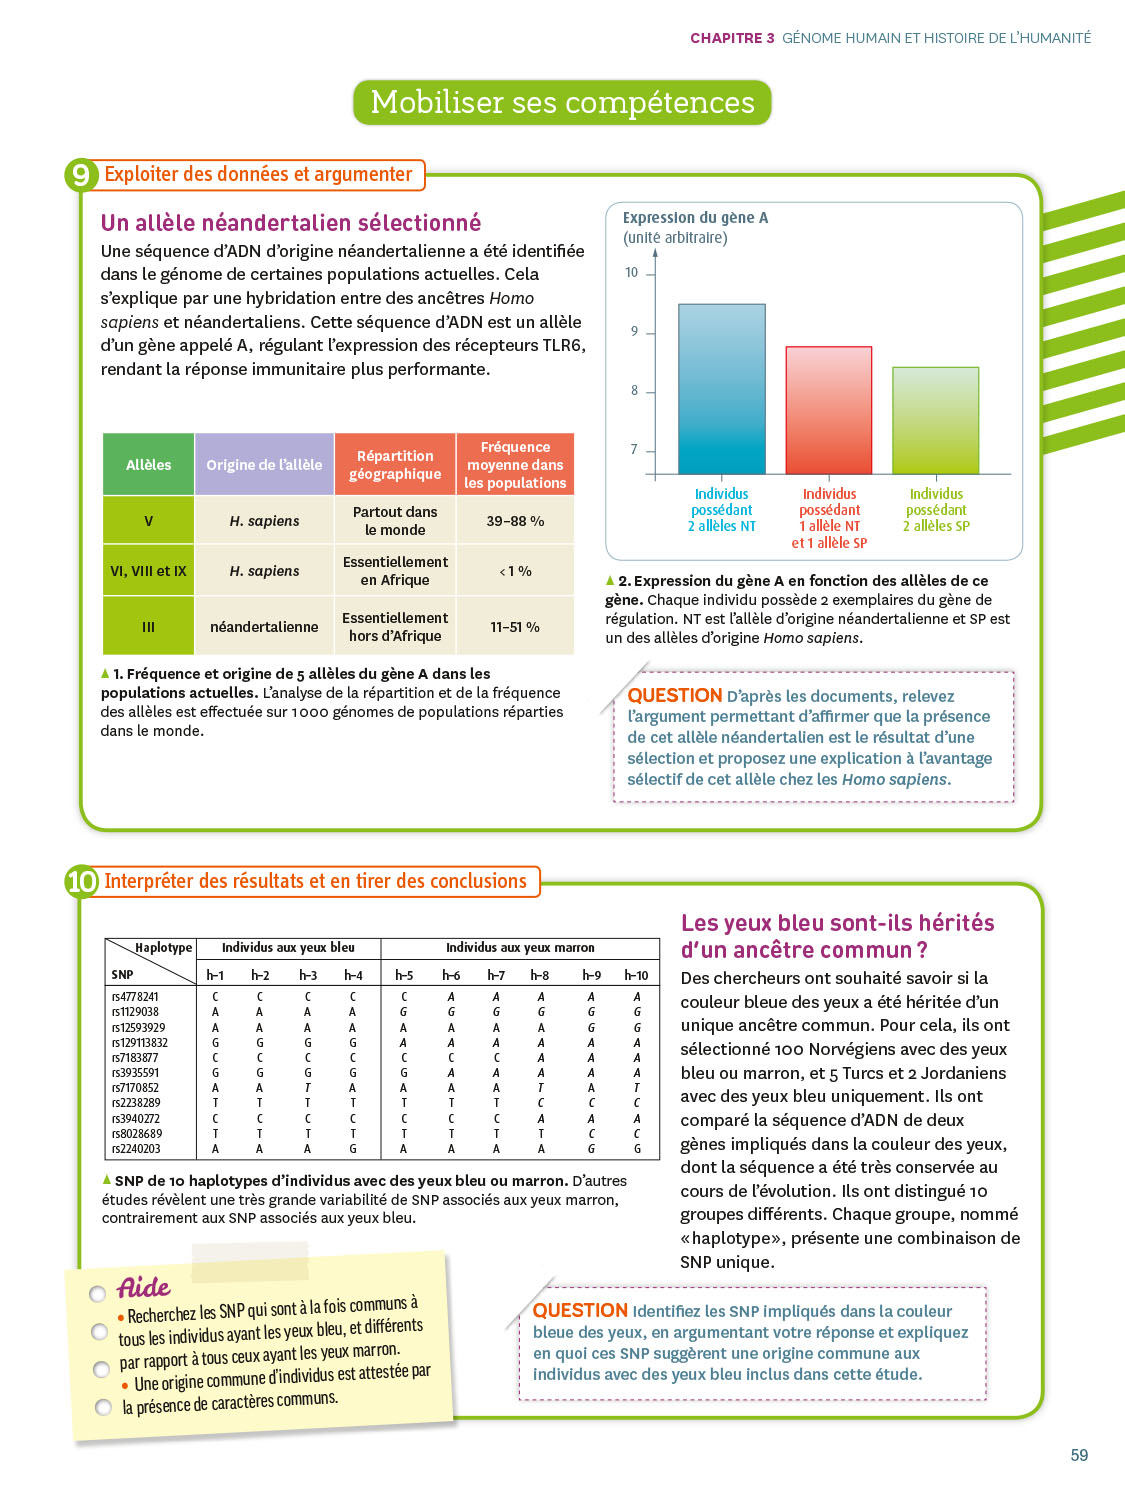 CHAPITRE 3 GÉNOME HUMAIN ET HISTOIRE DE L'HUMANITÉ
Mobiliser ses compétences
9 Exploiter des données et argumenter
Un allèle néandertalien sélectionné
Une séquence d'ADN d'origine néandertalienne a été identifiée
dans le génome de certaines populations actuelles. Cela
s'explique par une hybridation entre des ancêtres Homo
sapiens et néandertaliens. Cette séquence d'ADN est un allèle
d'un gène appelé A, régulant l'expression des récepteurs TLR6,
rendant la réponse immunitaire plus performante.
Allèles Origine de l'allèle Répartition géographique Fréquence moyenne dans les populations
V H. sapiens Partout dans le monde 39–88 %
VI, VIII et IX H. sapiens Essentiellement en Afrique < 1 %
III néandertalienne Essentiellement hors d'Afrique 11–51 %
1. Fréquence et origine de 5 allèles du gène A dans les
populations actuelles. L'analyse de la répartition et de la fréquence
des allèles est effectuée sur 1 000 génomes de populations réparties
dans le monde.
Expression du gène A
(unité arbitraire)
10
9
8
7
Individus possédant 2 allèles NT
Individus possédant 1 allèle NT et 1 allèle SP
Individus possédant 2 allèles SP
2. Expression du gène A en fonction des allèles de ce
gène. Chaque individu possède 2 exemplaires du gène de
régulation. NT est l'allèle d'origine néandertalienne et SP est
un des allèles d'origine Homo sapiens.
QUESTION D'après les documents, relevez
l'argument permettant d'affirmer que la présence
de cet allèle néandertalien est le résultat d'une
sélection et proposez une explication à l'avantage
sélectif de cet allèle chez les Homo sapiens.
10 Interpréter des résultats et en tirer des conclusions
Haplotype Individus aux yeux bleu Individus aux yeux marron
SNP h–1 h–2 h–3 h–4 h–5 h–6 h–7 h–8 h–9 h–10
rs4778241 C C C C C A A A A A
rs1129038 A A A A G G G G G G
rs12593929 A A A A A A A A G G
rs129113832 G G G G A A A A A A
rs7183877 C C C C C C C A A A
rs3935591 G G G G G A A A A A
rs7170852 A A T A A A A T A T
rs2238289 T T T T T T T C C C
rs3940272 C C C C C C C A A A
rs8028689 T T T T T T T T C C
rs2240203 A A A G A A A A G G
SNP de 10 haplotypes d'individus avec des yeux bleu ou marron. D'autres
études révèlent une très grande variabilité de SNP associés aux yeux marron,
contrairement aux SNP associés aux yeux bleu.
Les yeux bleu sont-ils hérités
d'un ancêtre commun ?
Des chercheurs ont souhaité savoir si la
couleur bleue des yeux a été héritée d'un
unique ancêtre commun. Pour cela, ils ont
sélectionné 100 Norvégiens avec des yeux
bleu ou marron, et 5 Turcs et 2 Jordaniens
avec des yeux bleu uniquement. Ils ont
comparé la séquence d'ADN de deux
gènes impliqués dans la couleur des yeux,
dont la séquence a été très conservée au
cours de l'évolution. Ils ont distingué 10
groupes différents. Chaque groupe, nommé
« haplotype », présente une combinaison de
SNP unique.
Aide
• Recherchez les SNP qui sont à la fois communs à
tous les individus ayant les yeux bleu, et différents
par rapport à tous ceux ayant les yeux marron.
• Une origine commune d'individus est attestée par
la présence de caractères communs.
QUESTION Identifiez les SNP impliqués dans la couleur
bleue des yeux, en argumentant votre réponse et expliquez
en quoi ces SNP suggèrent une origine commune aux
individus avec des yeux bleu inclus dans cette étude.
59